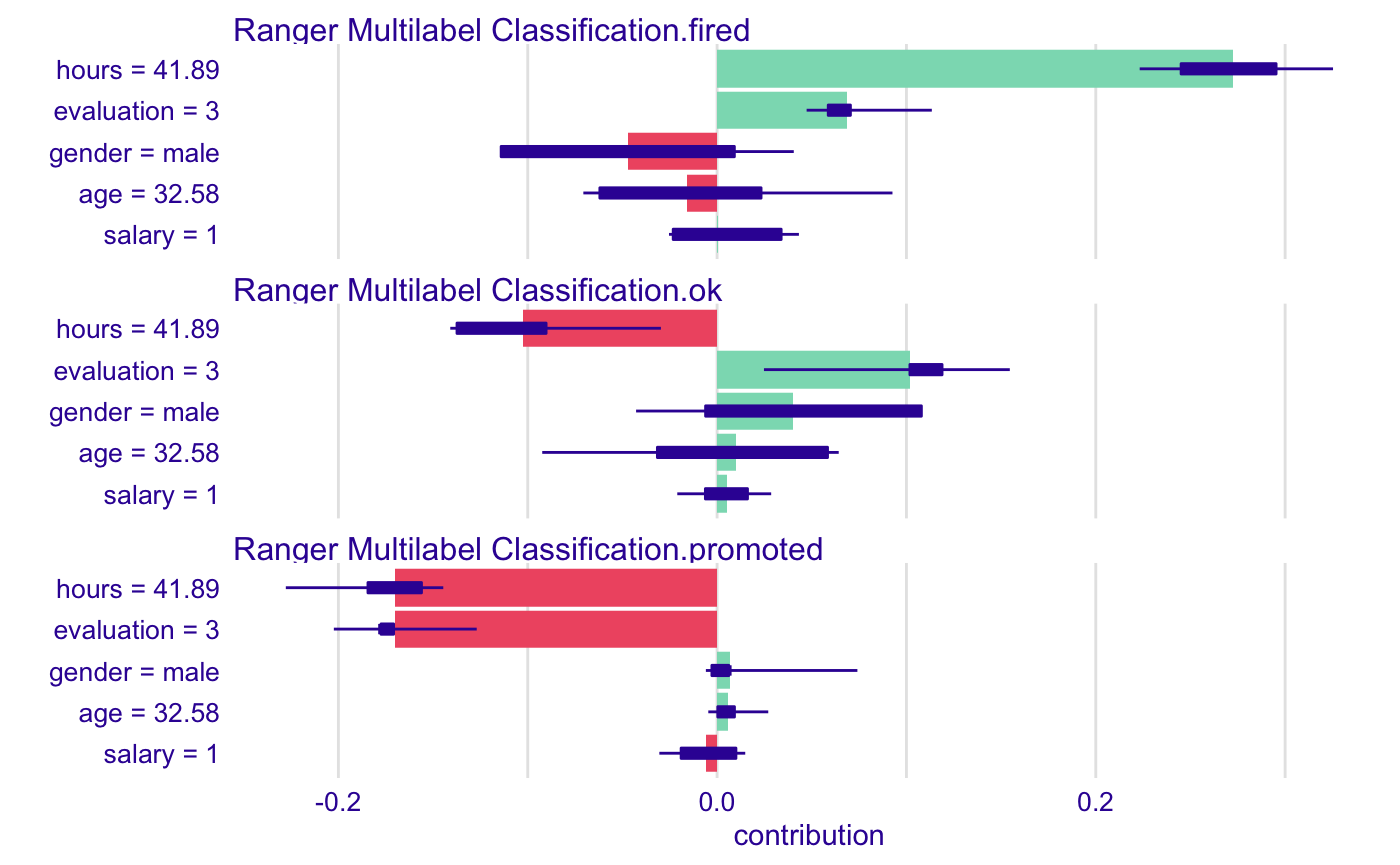 Ranger Multilabel Classification.fired
hours = 41.89
evaluation = 3
gender = male
age = 32.58
salary = 1
Ranger Multilabel Classification.ok
hours = 41.89
evaluation = 3
gender = male
age = 32.58
salary = 1
Ranger Multilabel Classification.promoted
hours = 41.89
evaluation = 3
gender = male
age = 32.58
salary = 1
-0.2 0.0 0.2
contribution